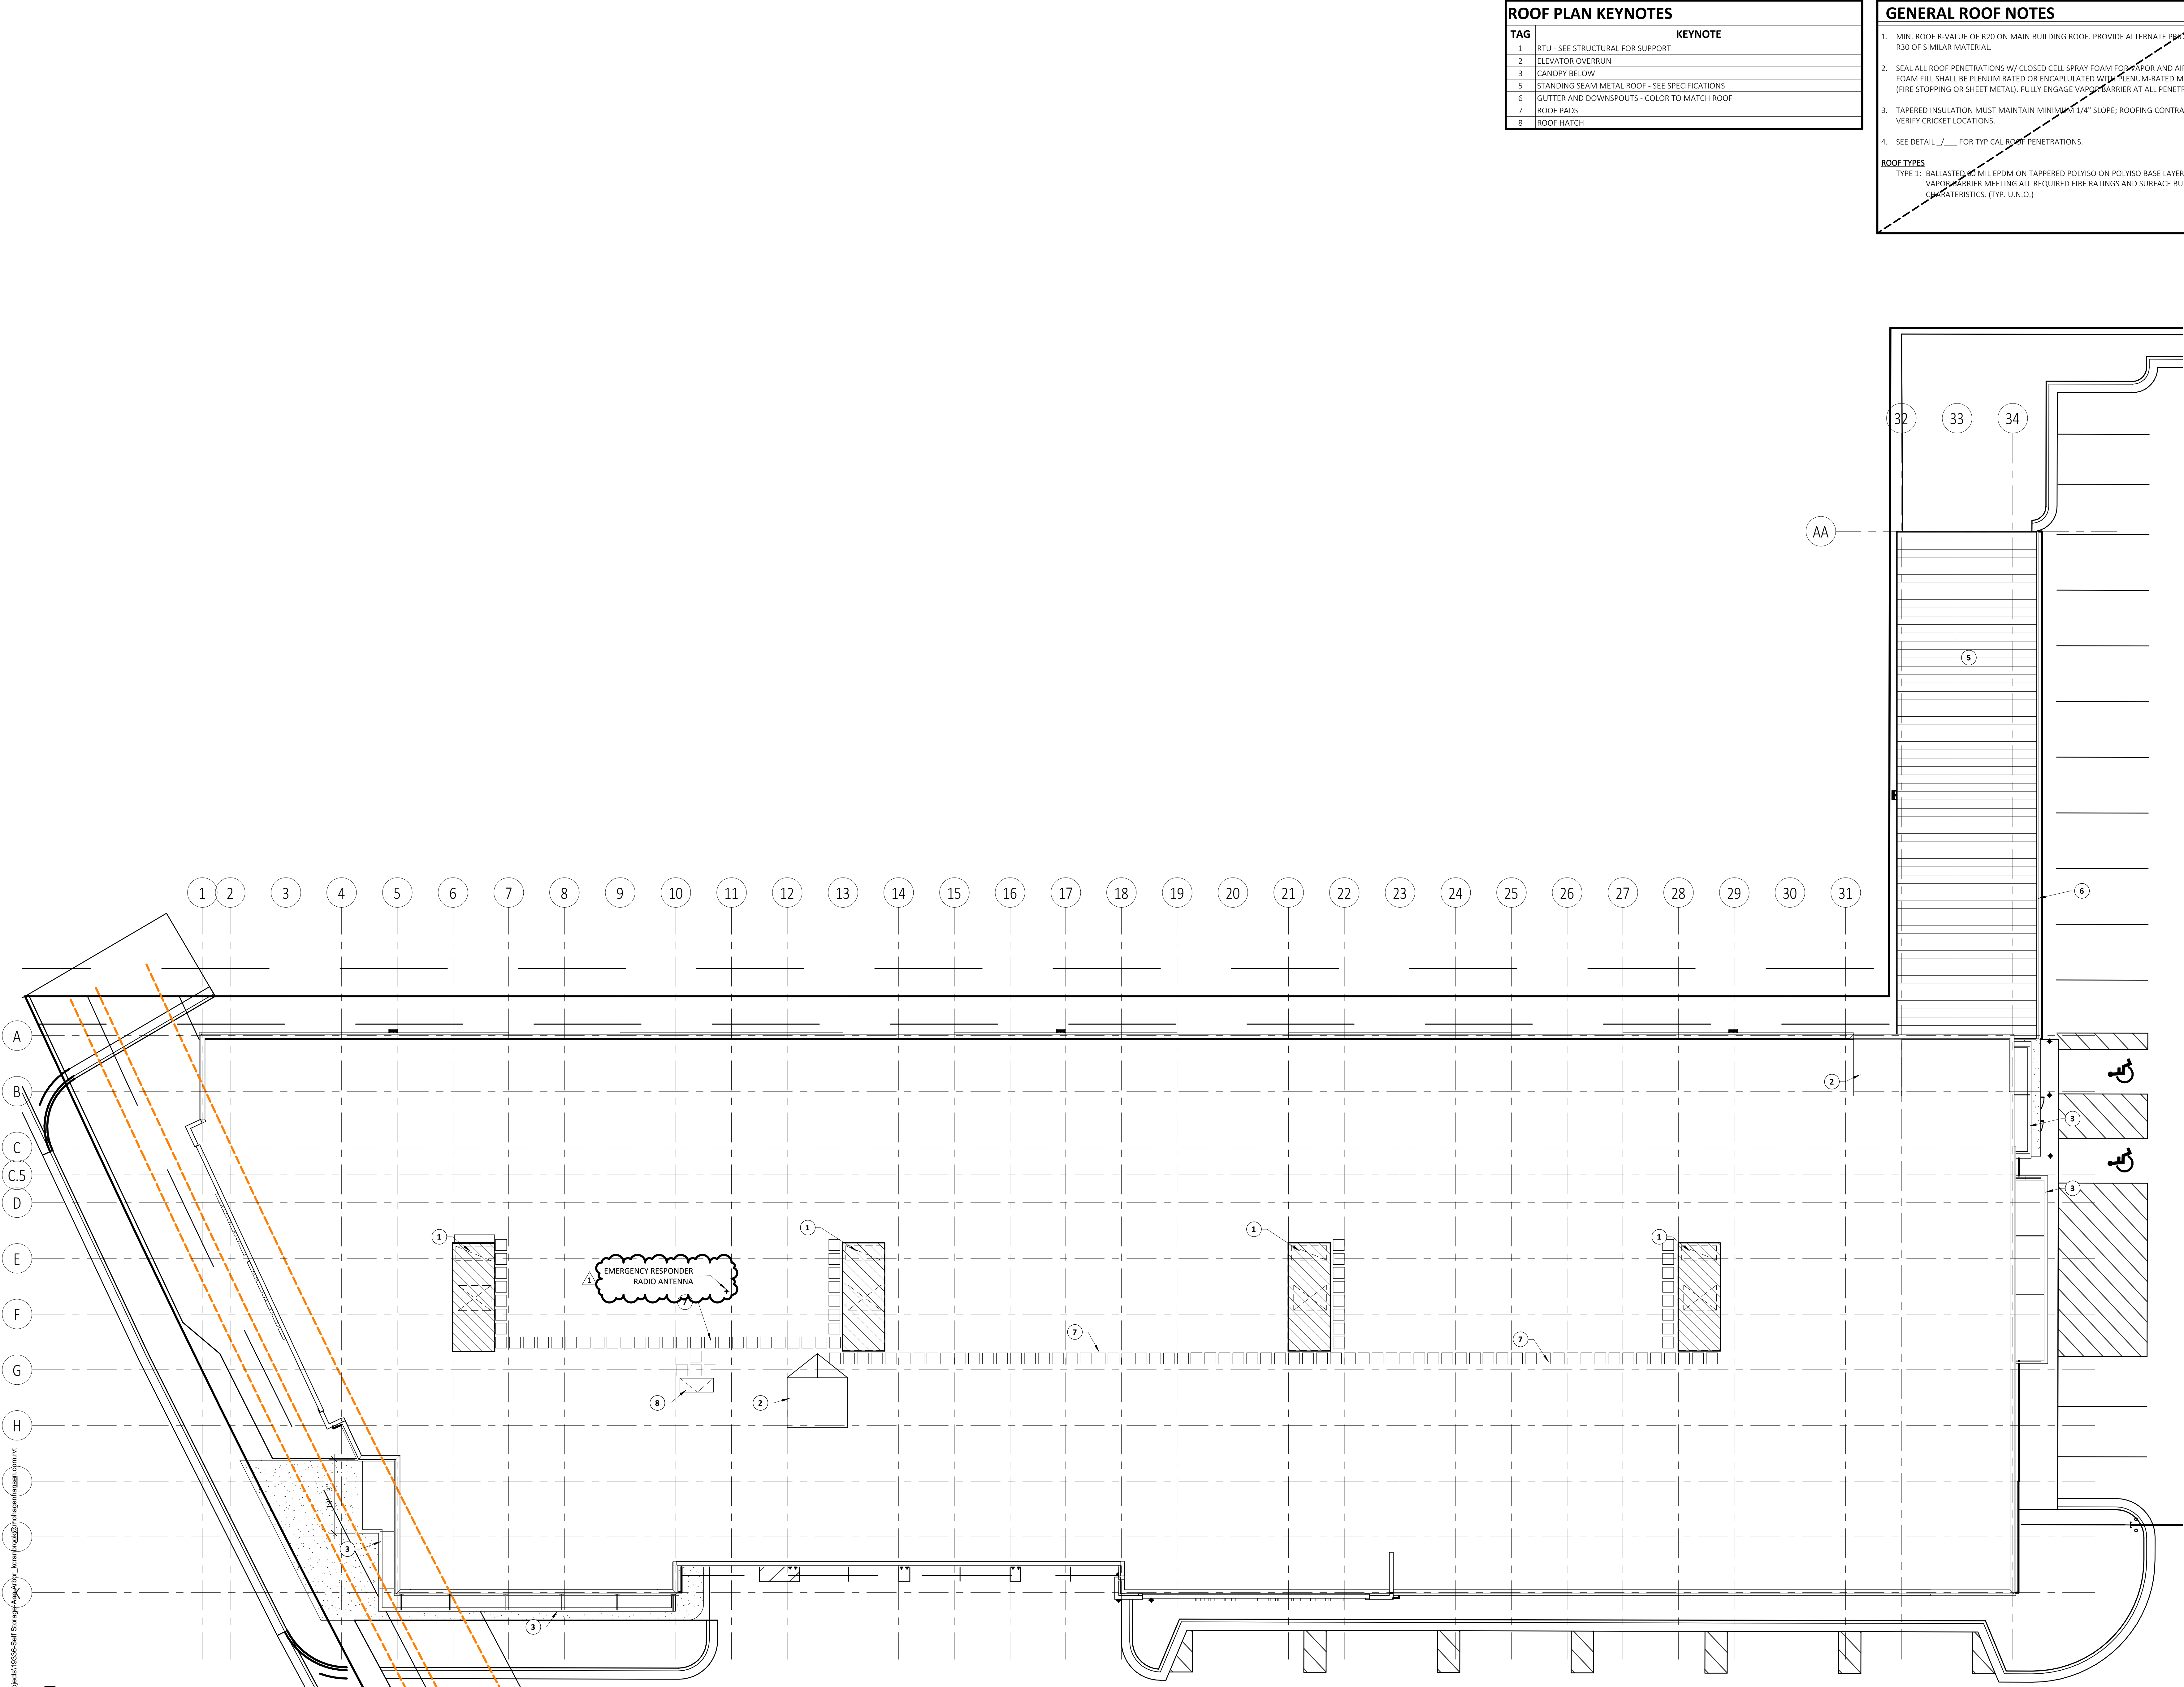 ROOF PLAN KEYNOTES
TAG KEYNOTE
1 RTU - SEE STRUCTURAL FOR SUPPORT
2 ELEVATOR OVERRUN
3 CANOPY BELOW
5 STANDING SEAM METAL ROOF - SEE SPECIFICATIONS
6 GUTTER AND DOWNSPOUTS - COLOR TO MATCH ROOF
7 ROOF PADS
8 ROOF HATCH
GENERAL ROOF NOTES
1. MIN. ROOF R-VALUE OF R20 ON MAIN BUILDING ROOF. PROVIDE ALTERNATE
R30 OF SIMILAR MATERIAL.
2. SEAL ALL ROOF PENETRATIONS W/ CLOSED CELL SPRAY FOAM FOR VAPOR AND
FOAM FILL SHALL BE PLENUM RATED OR ENCAPLULATED WITH PLENUM-RATED
(FIRE STOPPING OR SHEET METAL). FULLY ENGAGE VAPOR BARRIER AT ALL
3. TAPERED INSULATION MUST MAINTAIN MINIMUM 1/4" SLOPE; ROOFING
VERIFY CRICKET LOCATIONS.
4. SEE DETAIL _/___ FOR TYPICAL ROOF PENETRATIONS.
ROOF TYPES
TYPE 1: BALLASTED 60 MIL EPDM ON TAPPERED POLYISO ON POLYISO BASE LAYER
VAPOR BARRIER MEETING ALL REQUIRED FIRE RATINGS AND SURFACE
CHARATERISTICS. (TYP. U.N.O.)
32 33 34
AA
5
6
1 2 3 4 5 6 7 8 9 10 11 12 13 14 15 16 17 18 19 20 21 22 23 24 25 26 27 28 29 30 31
A
B
2
C
3
C.5
D
3
1 1 1 1
E
EMERGENCY RESPONDER
1 RADIO ANTENNA
7
F
7
7
G
8
2
H
3
K
3